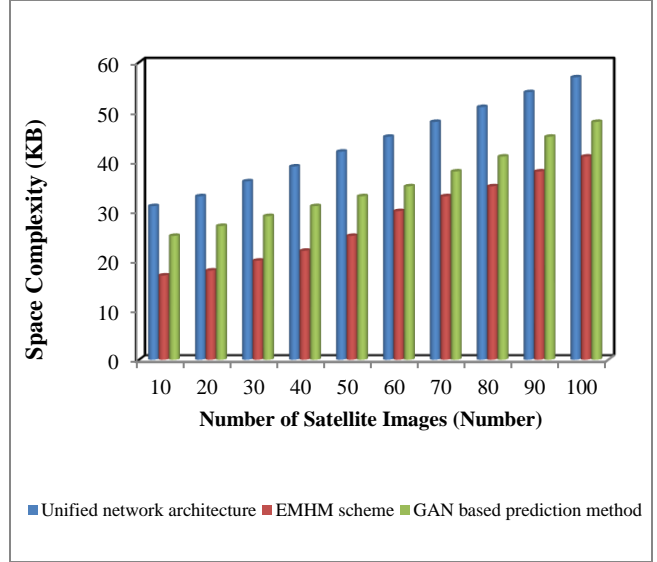 Space Complexity (KB)
60
50
40
30
20
10
0
10 20 30 40 50 60 70 80 90 100
Number of Satellite Images (Number)
Unified network architecture EMHM scheme GAN based prediction method